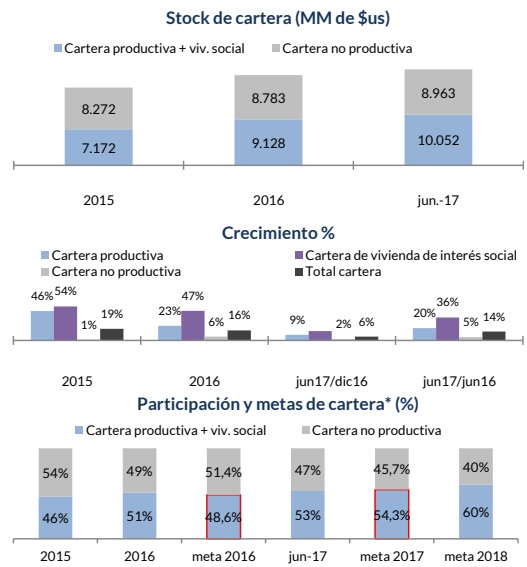 Stock de cartera (MM de $us)
Cartera productiva + viv. social Cartera no productiva
8.272 8.783 8.963
7.172 9.128 10.052
2015 2016 jun.-17
Crecimiento %
Cartera productiva Cartera de vivienda de interés social
Cartera no productiva Total cartera
46% 54% 1% 19% 23% 47% 6% 16% 9% 2% 6% 20% 36% 5% 14%
2015 2016 jun17/dic16 jun17/jun16
Participación y metas de cartera* (%)
Cartera productiva + viv. social Cartera no productiva
54% 49% 51,4% 47% 45,7% 40%
46% 51% 48,6% 53% 54,3% 60%
2015 2016 meta 2016 jun-17 meta 2017 meta 2018